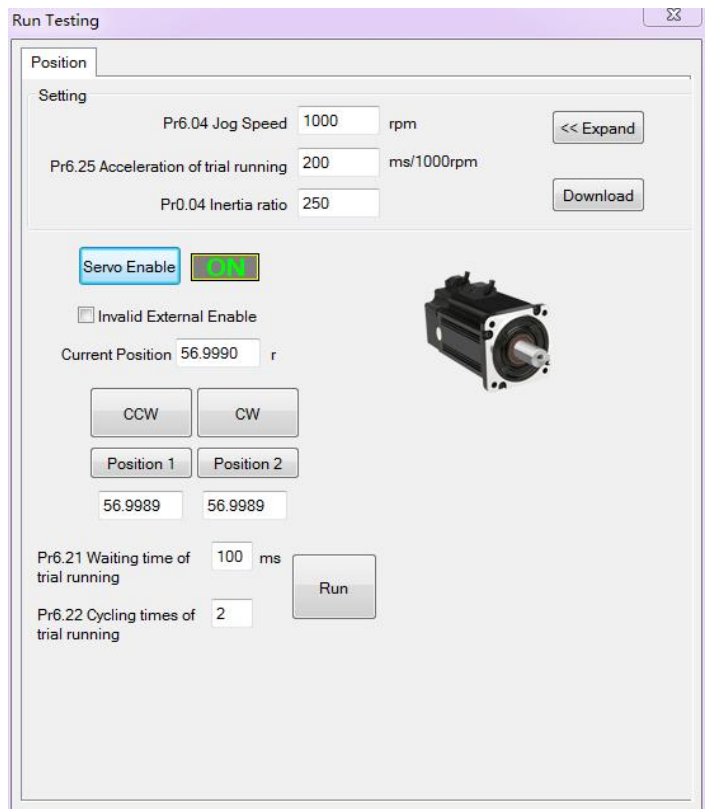 Run Testing
Position
Setting
Pr6.04 Jog Speed 1000 rpm
<< Expand
Pr6.25 Acceleration of trial running 200 ms/1000rpm
Pr0.04 Inertia ratio 250
Download
Servo Enable ON
Invalid External Enable
Current Position 56.9990 r
CCW CW
Position 1 Position 2
56.9989 56.9989
Pr6.21 Waiting time of 100 ms
trial running
Run
Pr6.22 Cycling times of 2
trial running